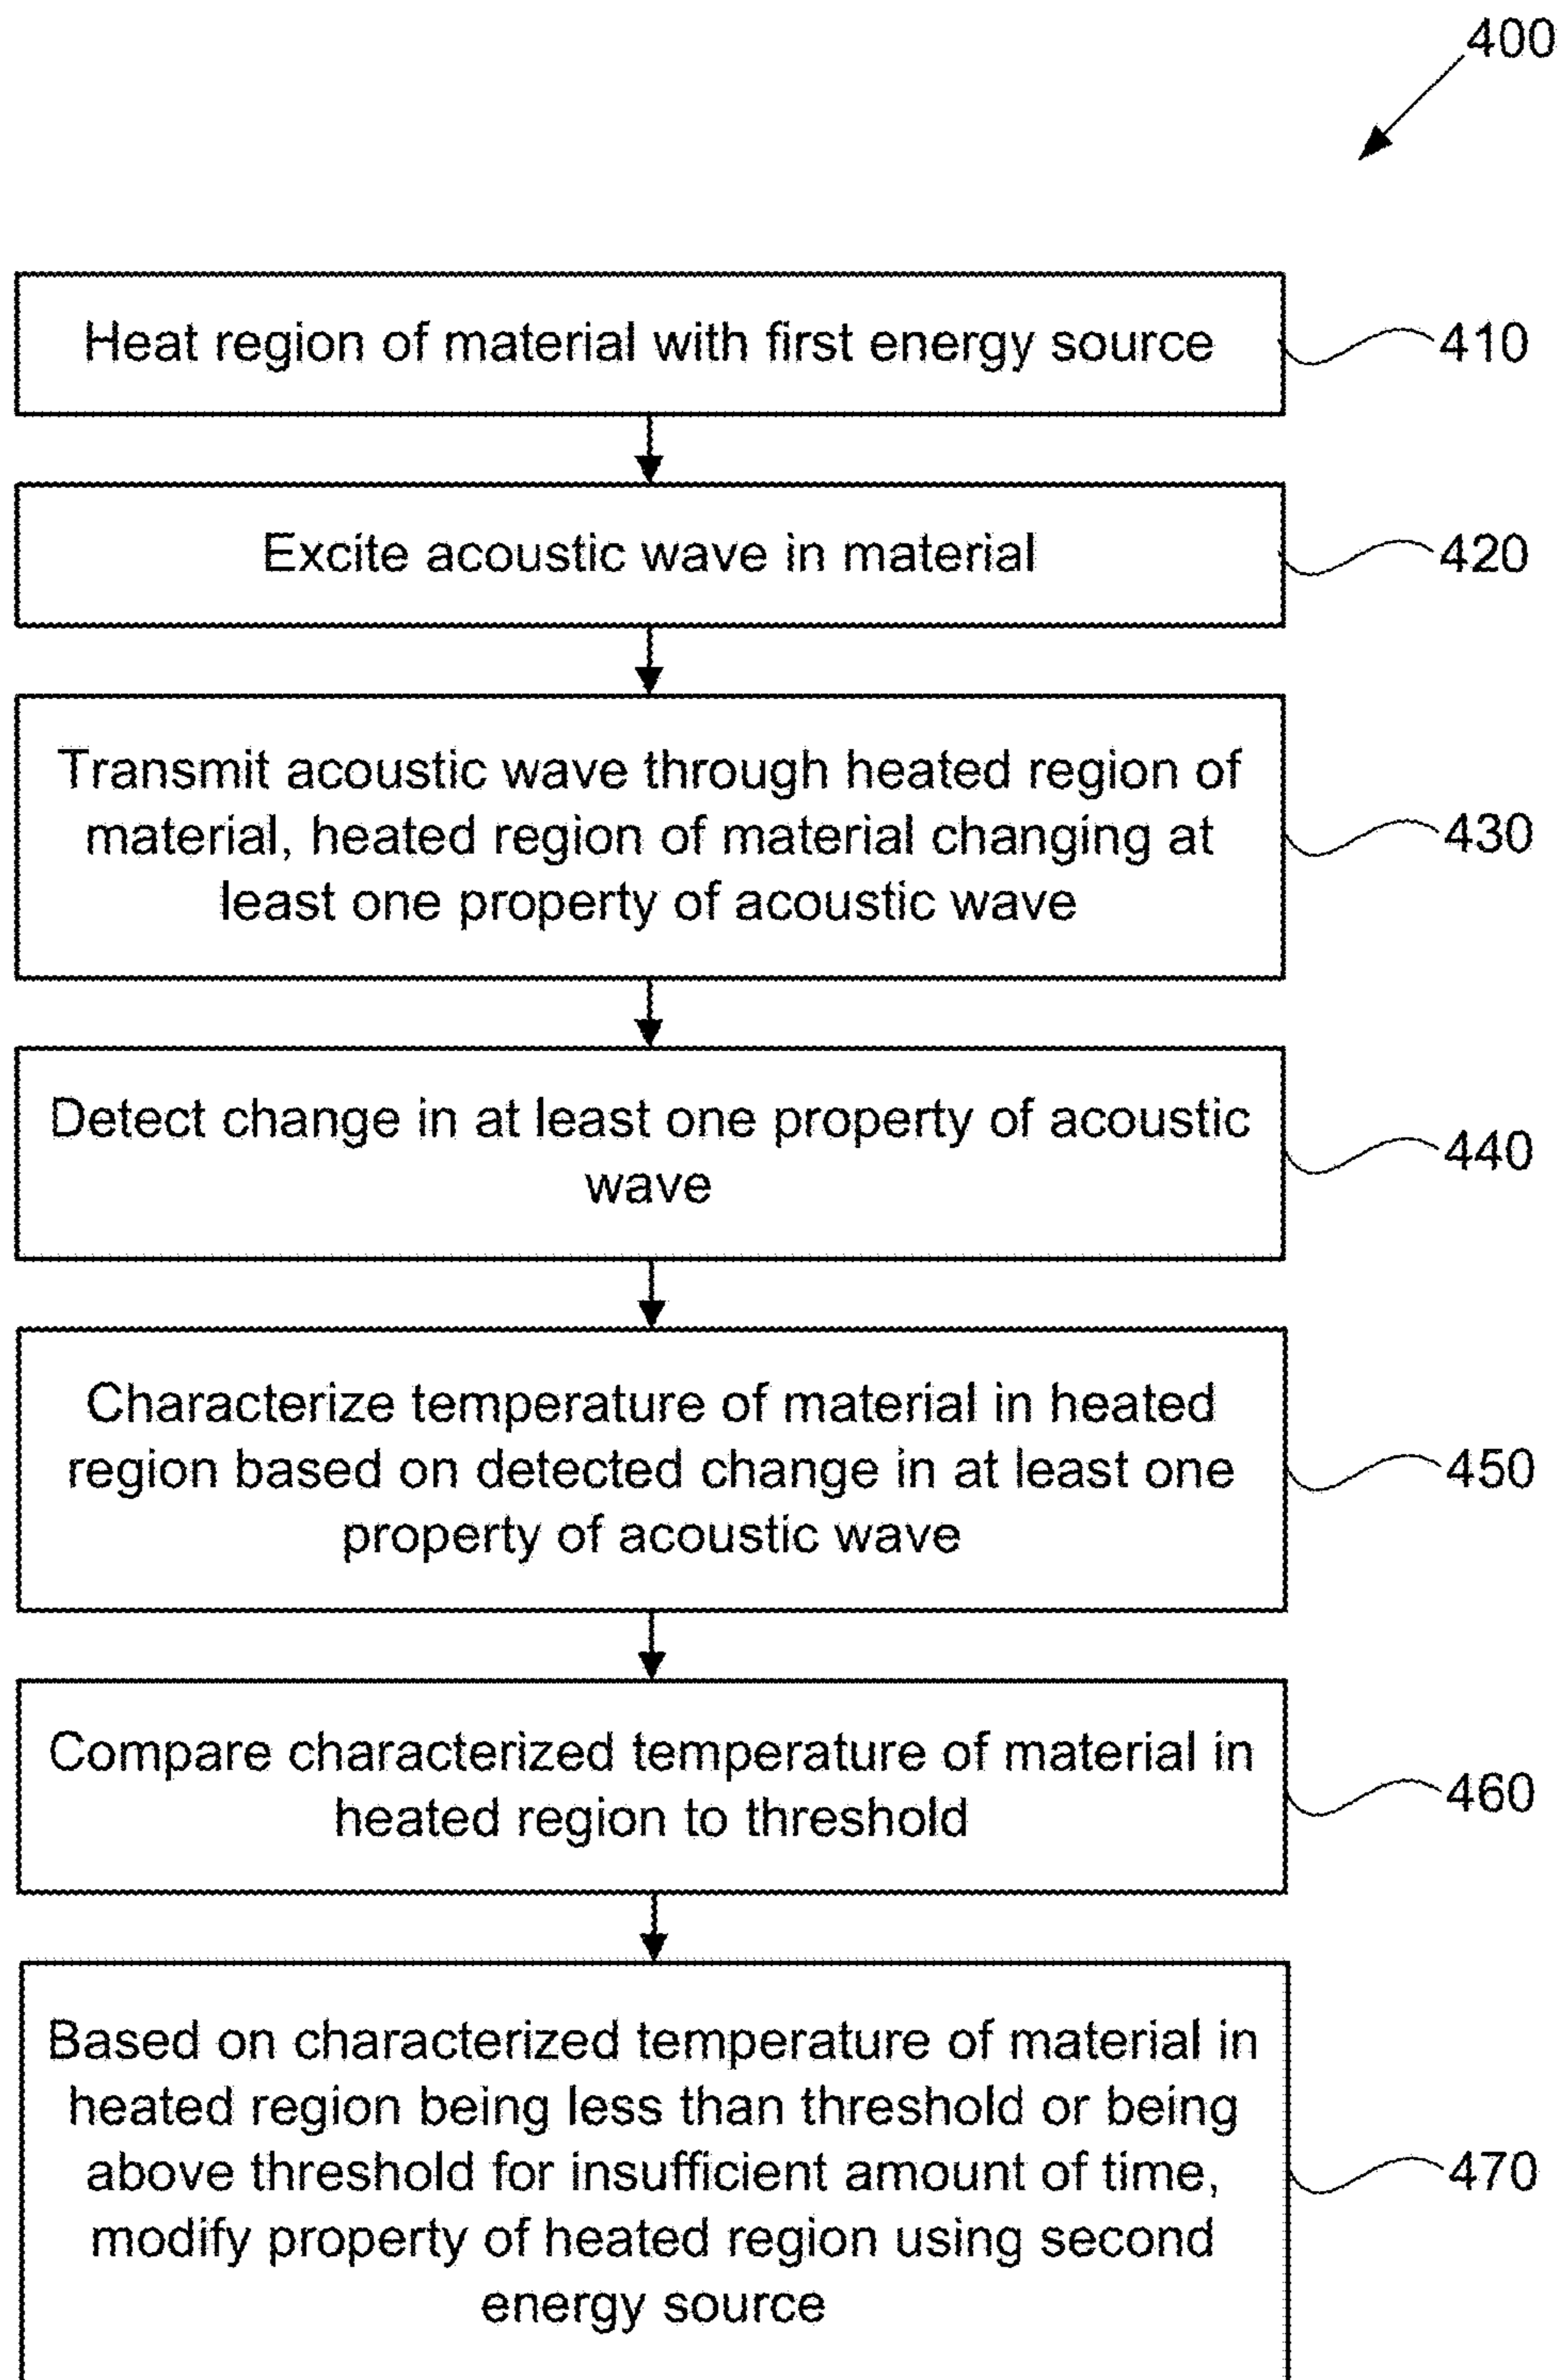 400
Heat region of material with first energy source
410
Excite acoustic wave in material
420
Transmit acoustic wave through heated region of
material, heated region of material changing at
least one property of acoustic wave
430
Detect change in at least one property of acoustic
wave
440
Characterize temperature of material in heated
region based on detected change in at least one
property of acoustic wave
450
Compare characterized temperature of material in
heated region to threshold
460
Based on characterized temperature of material in
heated region being less than threshold or being
above threshold for insufficient amount of time,
modify property of heated region using second
energy source
470